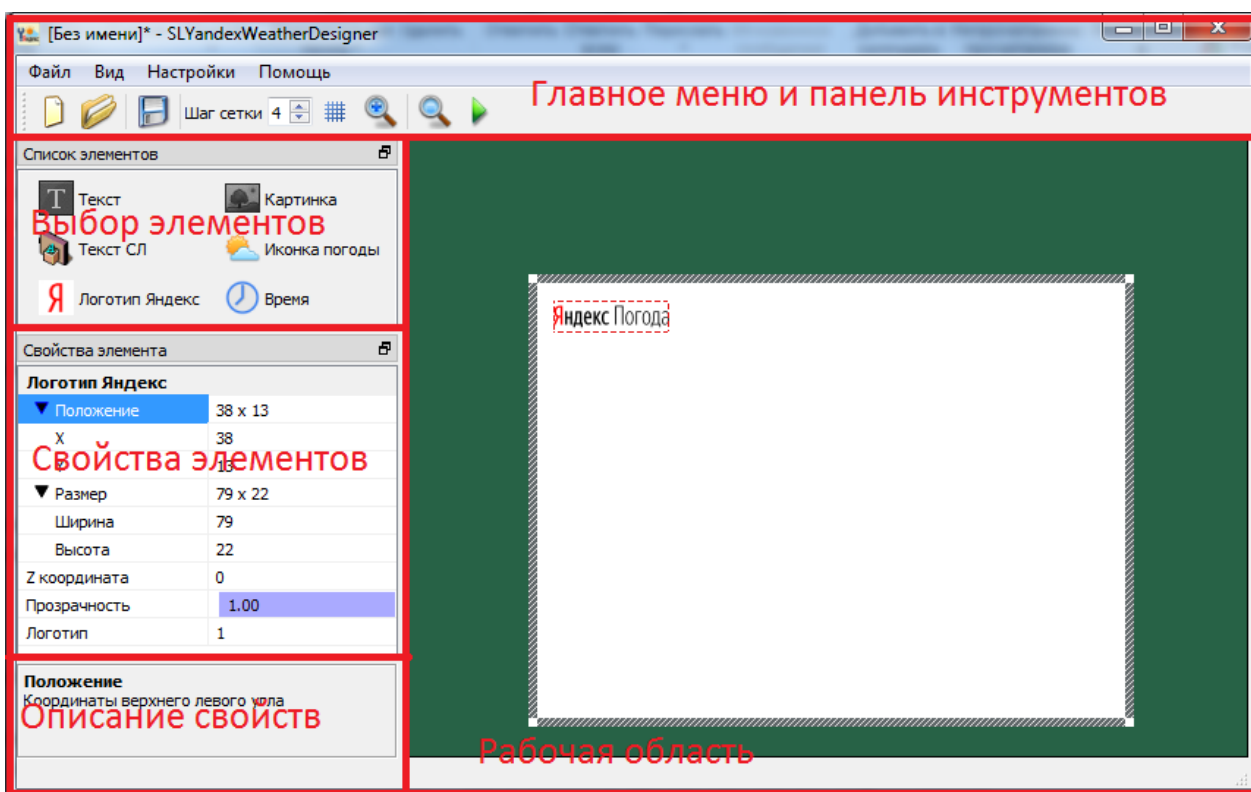 [Без имени]* - SLYandexWeatherDesigner
Файл Вид Настройки Помощь
Шаг сетки 4
Главное меню и панель инструментов
Список элементов
Текст Картинка
Выбор элементов
Текст СЛ Иконка погоды
Логотип Яндекс Время
Яндекс Погода
Свойства элемента
Логотип Яндекс
Положение 38 x 13
X 38
Свойства элементов
Y 13
Размер 79 x 22
Ширина 79
Высота 22
Z координата 0
Прозрачность 1.00
Логотип 1
Положение
Координаты верхнего левого угла
Описание свойств
Рабочая область